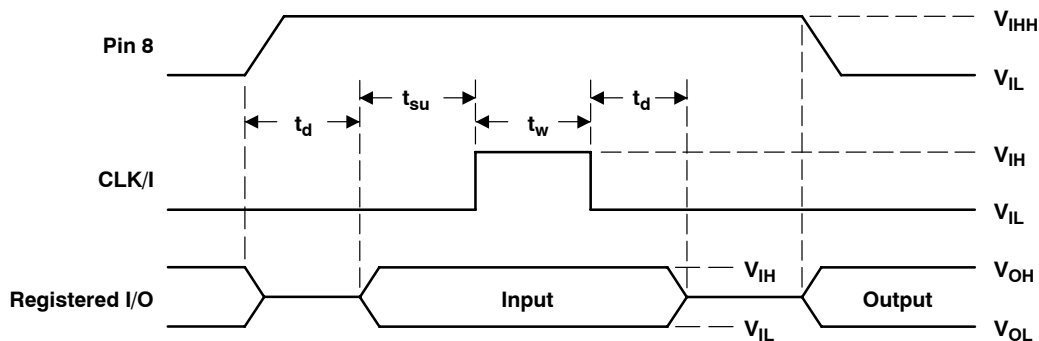 Pin 8
V_IHH
V_IL
t_d
t_su
t_w
t_d
CLK/I
V_IH
V_IL
Registered I/O
Input
V_IH
V_IL
Output
V_OH
V_OL